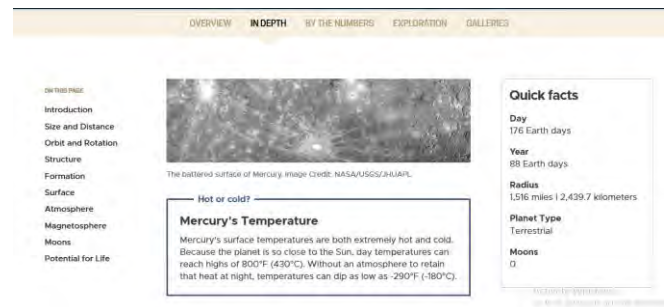 OVERVIEW IN DEPTH BY THE NUMBERS EXPLORATION GALLERIES
ON THIS PAGE
Introduction
Size and Distance
Orbit and Rotation
Structure
Formation
Surface
Atmosphere
Magnetosphere
Moons
Potential for Life
The battered surface of Mercury. Image Credit: NASA/USGS/JHUAPL
Hot or cold?
Mercury's Temperature
Mercury's surface temperatures are both extremely hot and cold.
Because the planet is so close to the Sun, day temperatures can
reach highs of 800°F (430°C). Without an atmosphere to retain
that heat at night, temperatures can dip as low as -290°F (-180°C).
Quick facts
Day
176 Earth days
Year
88 Earth days
Radius
1,516 miles | 2,439.7 kilometers
Planet Type
Terrestrial
Moons
0